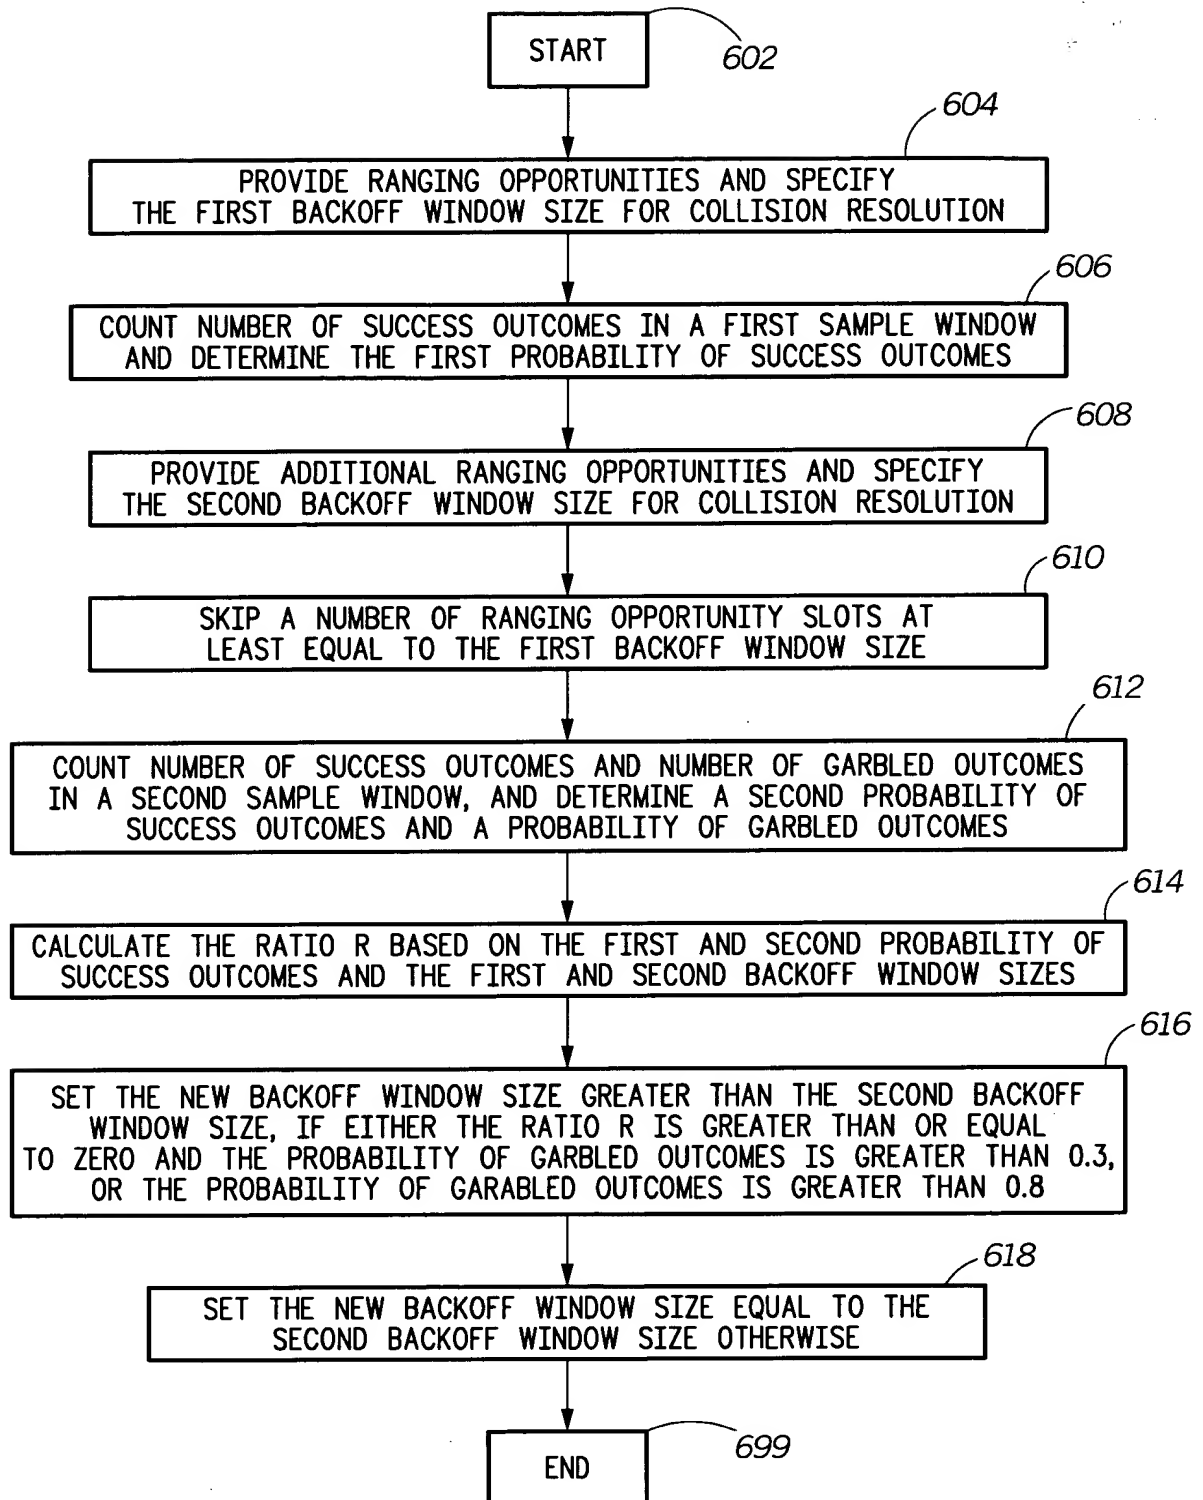 START
602
604
PROVIDE RANGING OPPORTUNITIES AND SPECIFY
THE FIRST BACKOFF WINDOW SIZE FOR COLLISION RESOLUTION
606
COUNT NUMBER OF SUCCESS OUTCOMES IN A FIRST SAMPLE WINDOW
AND DETERMINE THE FIRST PROBABILITY OF SUCCESS OUTCOMES
608
PROVIDE ADDITIONAL RANGING OPPORTUNITIES AND SPECIFY
THE SECOND BACKOFF WINDOW SIZE FOR COLLISION RESOLUTION
610
SKIP A NUMBER OF RANGING OPPORTUNITY SLOTS AT
LEAST EQUAL TO THE FIRST BACKOFF WINDOW SIZE
612
COUNT NUMBER OF SUCCESS OUTCOMES AND NUMBER OF GARBLED OUTCOMES
IN A SECOND SAMPLE WINDOW, AND DETERMINE A SECOND PROBABILITY OF
SUCCESS OUTCOMES AND A PROBABILITY OF GARBLED OUTCOMES
614
CALCULATE THE RATIO R BASED ON THE FIRST AND SECOND PROBABILITY OF
SUCCESS OUTCOMES AND THE FIRST AND SECOND BACKOFF WINDOW SIZES
616
SET THE NEW BACKOFF WINDOW SIZE GREATER THAN THE SECOND BACKOFF
WINDOW SIZE, IF EITHER THE RATIO R IS GREATER THAN OR EQUAL
TO ZERO AND THE PROBABILITY OF GARBLED OUTCOMES IS GREATER THAN 0.3,
OR THE PROBABILITY OF GARABLED OUTCOMES IS GREATER THAN 0.8
618
SET THE NEW BACKOFF WINDOW SIZE EQUAL TO THE
SECOND BACKOFF WINDOW SIZE OTHERWISE
699
END